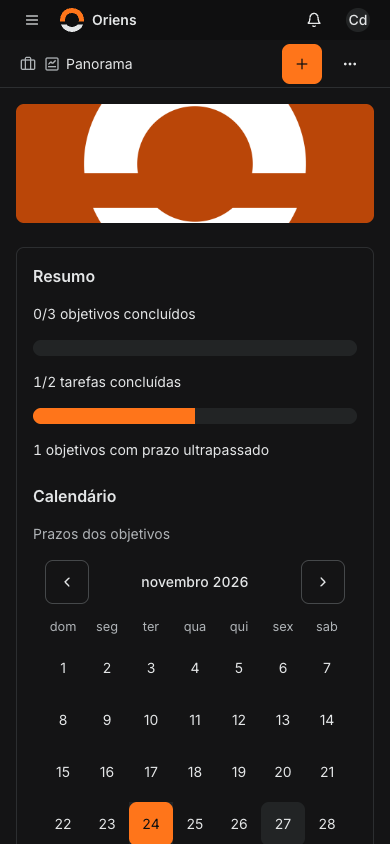 Oriens
Cd
Panorama
Resumo
0/3 objetivos concluídos
1/2 tarefas concluídas
1 objetivos com prazo ultrapassado
Calendário
Prazos dos objetivos
novembro 2026
dom seg ter qua qui sex sab
1 2 3 4 5 6 7
8 9 10 11 12 13 14
15 16 17 18 19 20 21
22 23 24 25 26 27 28